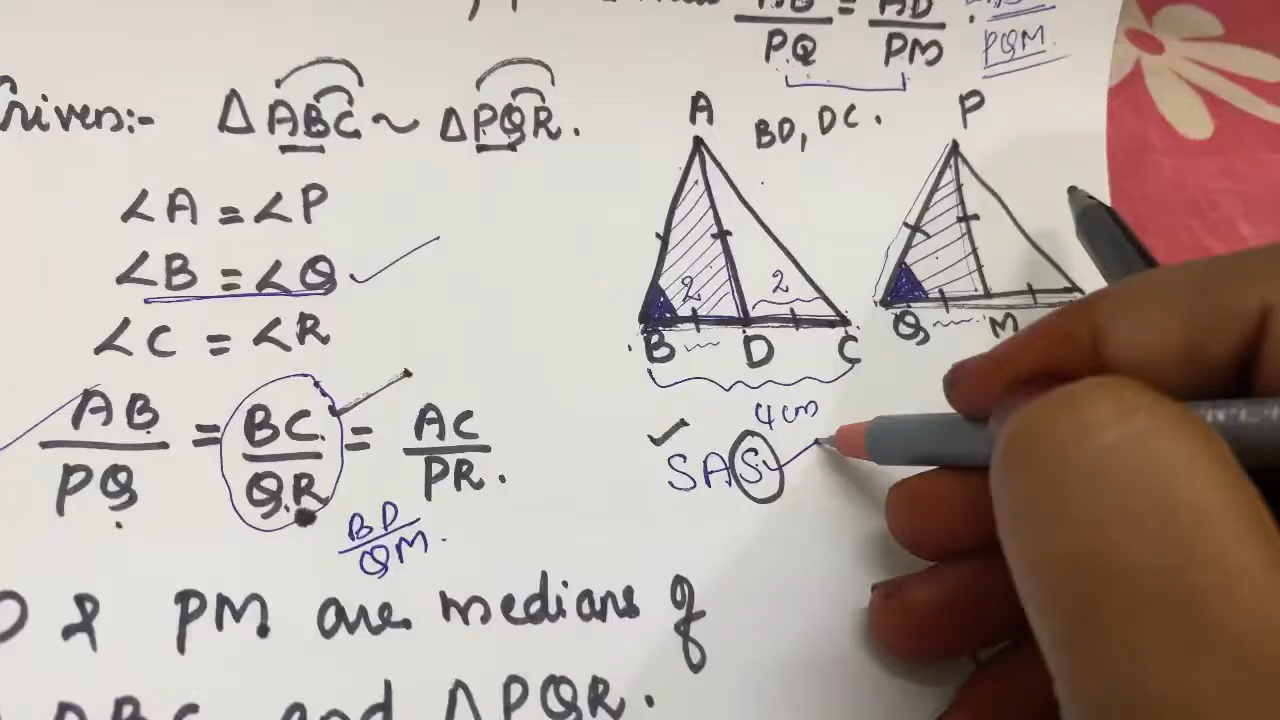 PQ = PM . PQM.
Given:- Δ ABC ~ ΔPQR.
A
BD, DC.
P
∠A = ∠P
∠B = ∠Q
2 2
∠C = ∠R
B D C
Q M
AB/PQ = BC/QR = AC/PR.
4 cm
SAS
BD/QM.
& PM are medians of
and ΔPQR.